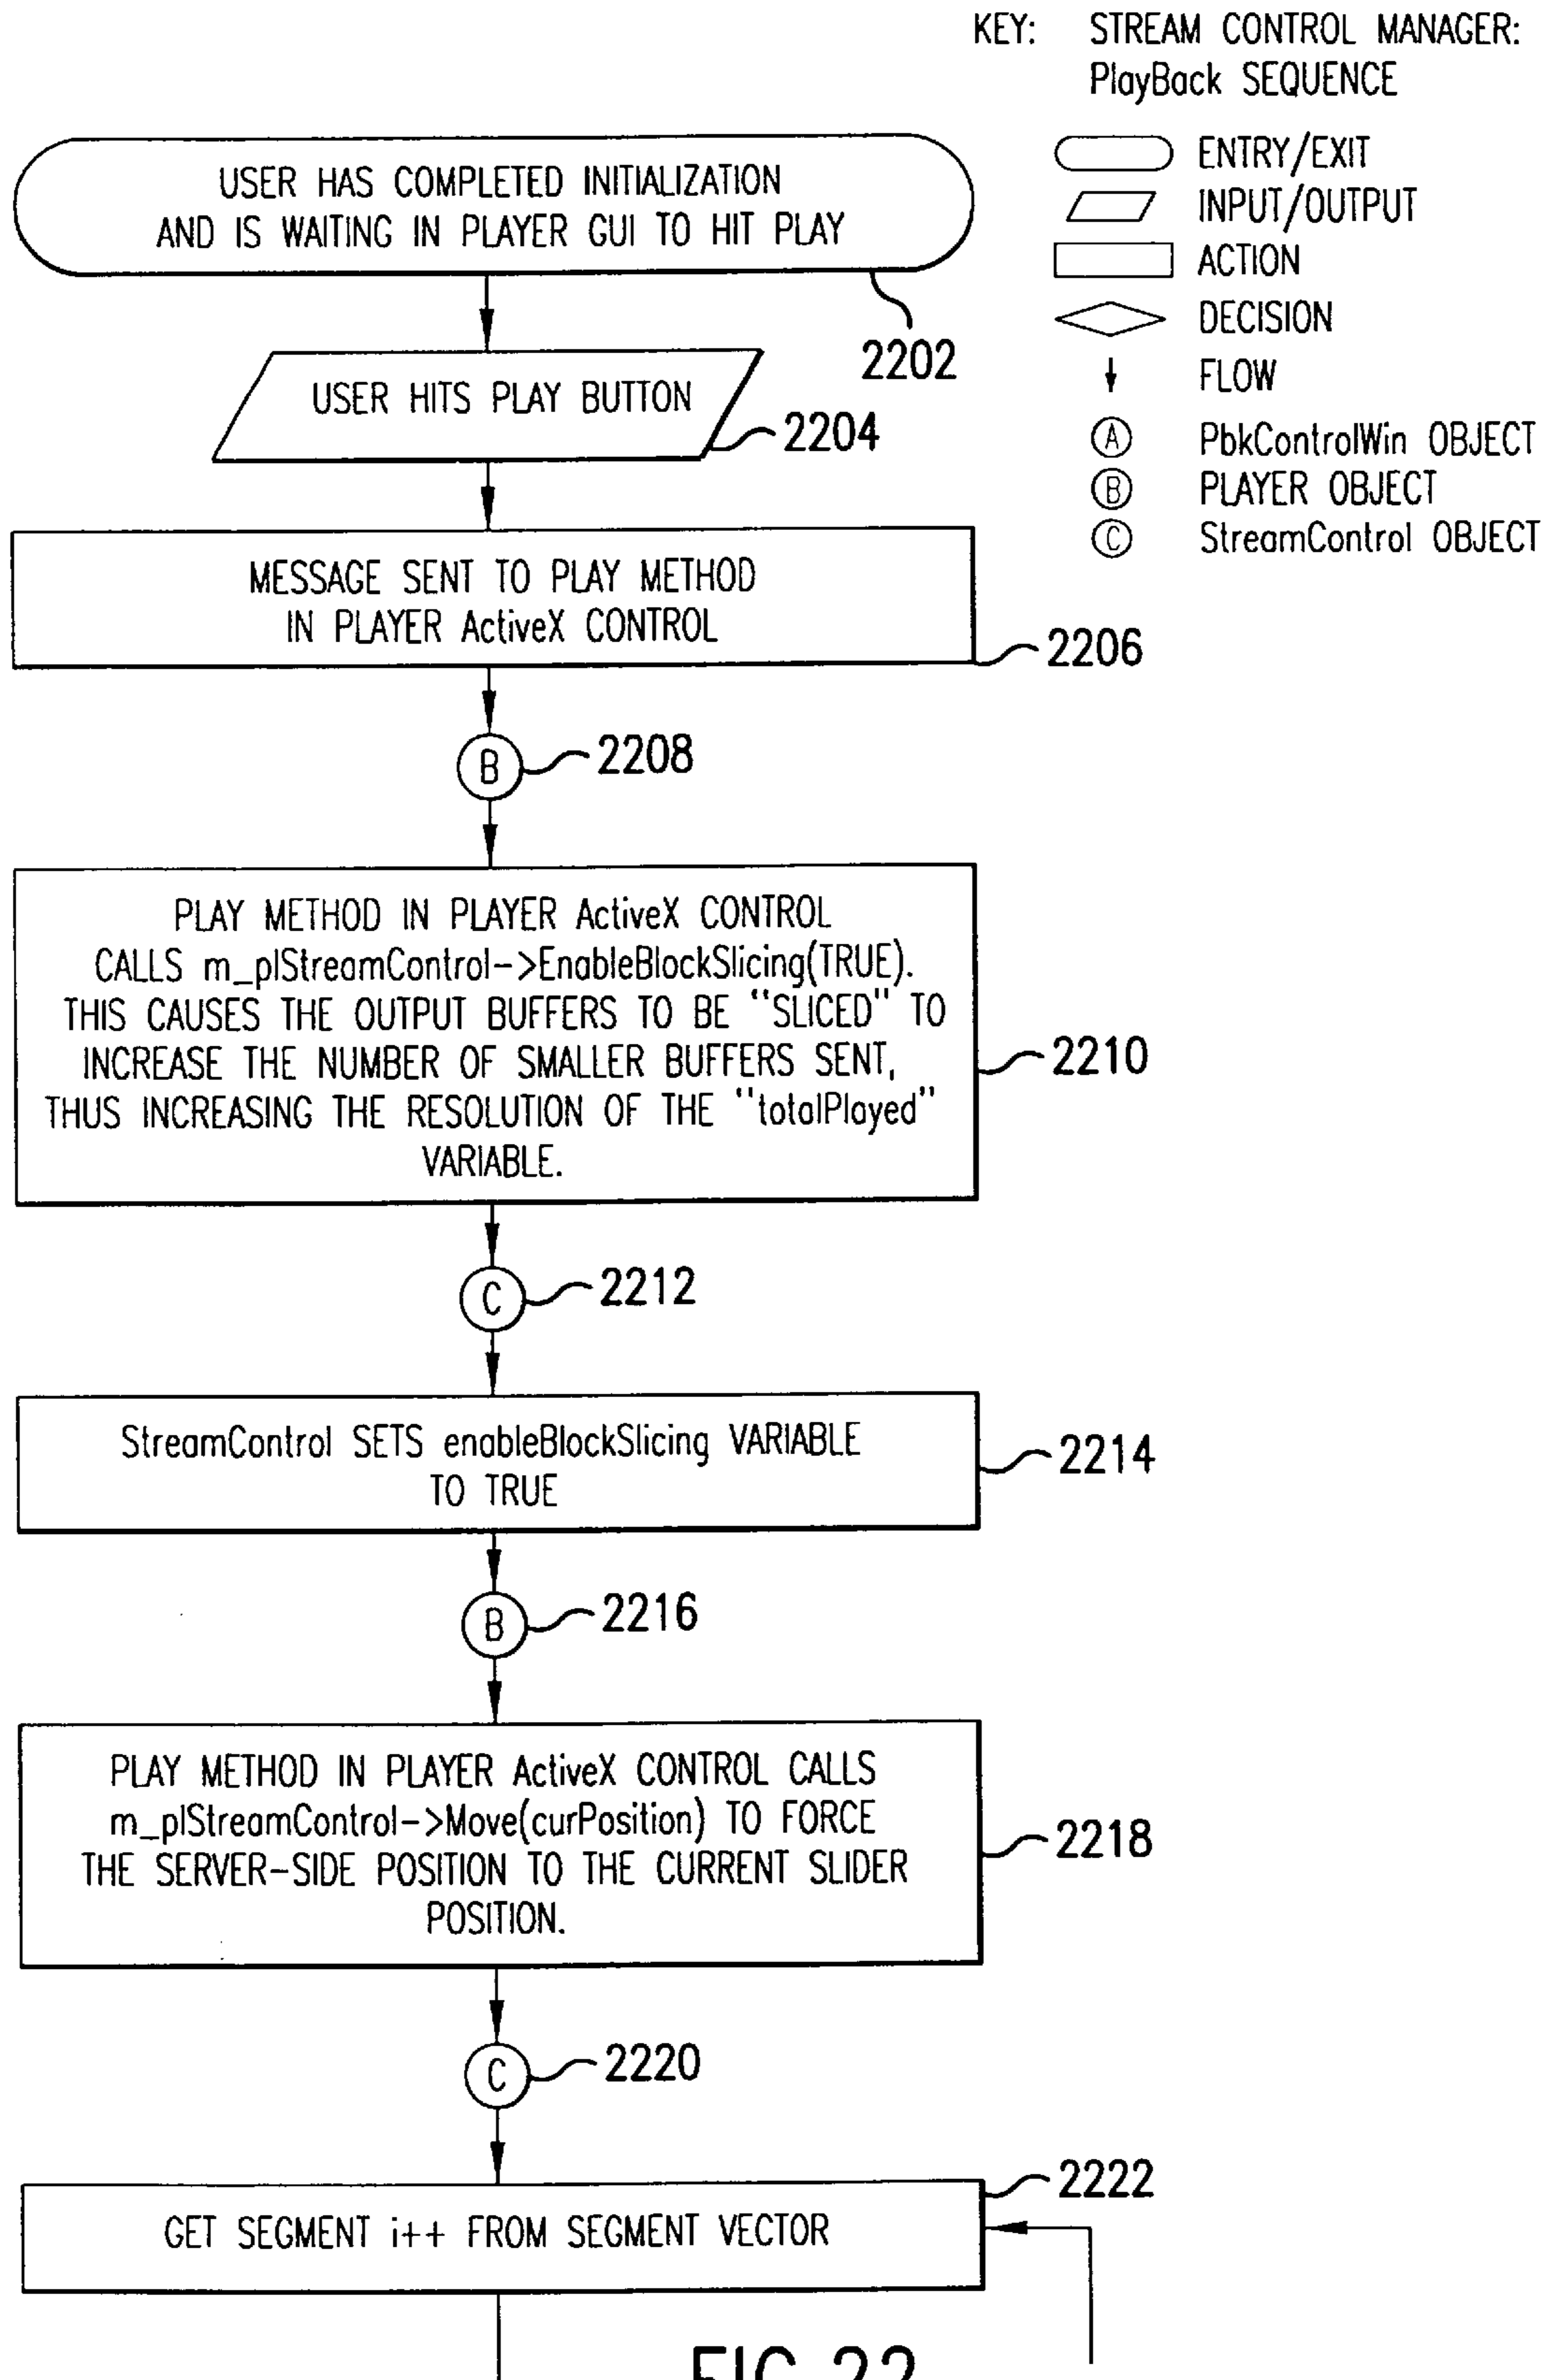 KEY: STREAM CONTROL MANAGER:
PlayBack SEQUENCE
ENTRY/EXIT
INPUT/OUTPUT
ACTION
DECISION
FLOW
A PbkControlWin OBJECT
B PLAYER OBJECT
C StreamControl OBJECT
USER HAS COMPLETED INITIALIZATION
AND IS WAITING IN PLAYER GUI TO HIT PLAY
2202
USER HITS PLAY BUTTON
2204
MESSAGE SENT TO PLAY METHOD
IN PLAYER ActiveX CONTROL
2206
B 2208
PLAY METHOD IN PLAYER ActiveX CONTROL
CALLS m_plStreamControl->EnableBlockSlicing(TRUE).
THIS CAUSES THE OUTPUT BUFFERS TO BE "SLICED" TO
INCREASE THE NUMBER OF SMALLER BUFFERS SENT,
THUS INCREASING THE RESOLUTION OF THE "totalPlayed"
VARIABLE.
2210
C 2212
StreamControl SETS enableBlockSlicing VARIABLE
TO TRUE
2214
B 2216
PLAY METHOD IN PLAYER ActiveX CONTROL CALLS
m_plStreamControl->Move(curPosition) TO FORCE
THE SERVER-SIDE POSITION TO THE CURRENT SLIDER
POSITION.
2218
C 2220
2222
GET SEGMENT i++ FROM SEGMENT VECTOR
FIG.22